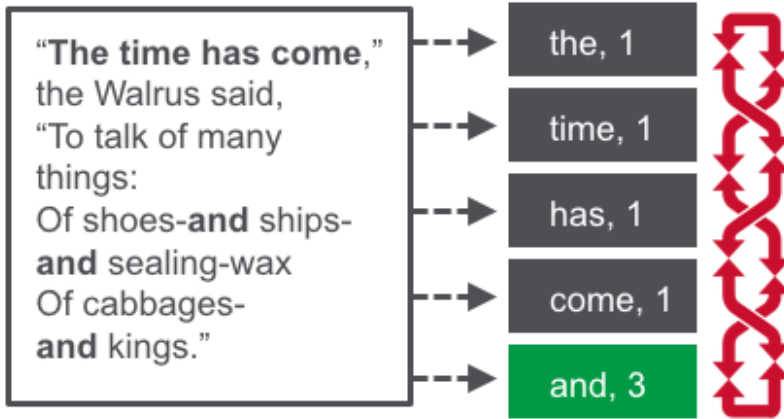 “The time has come,”
the Walrus said,
“To talk of many
things:
Of shoes-and ships-
and sealing-wax
Of cabbages-
and kings.”
the, 1
time, 1
has, 1
come, 1
and, 3